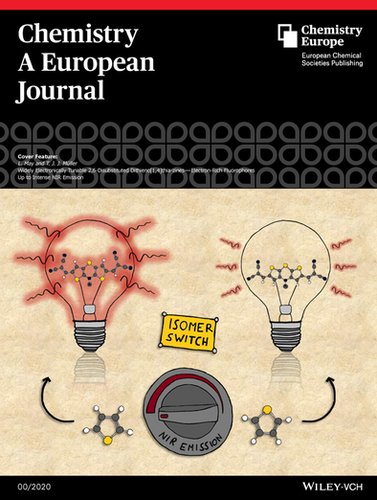 Chemistry
A European
Journal
Chemistry
Europe
European Chemical
Societies Publishing
Cover Feature:
L. May and T. J. J. Müller
Widely Electronically Tunable 2,6-Disubstituted Dithieno[1,4]thiazines— Electron-Rich Fluorophores
Up to Intense NIR Emission
ISOMER
SWITCH
NIR EMISSION
00/2020
WILEY-VCH